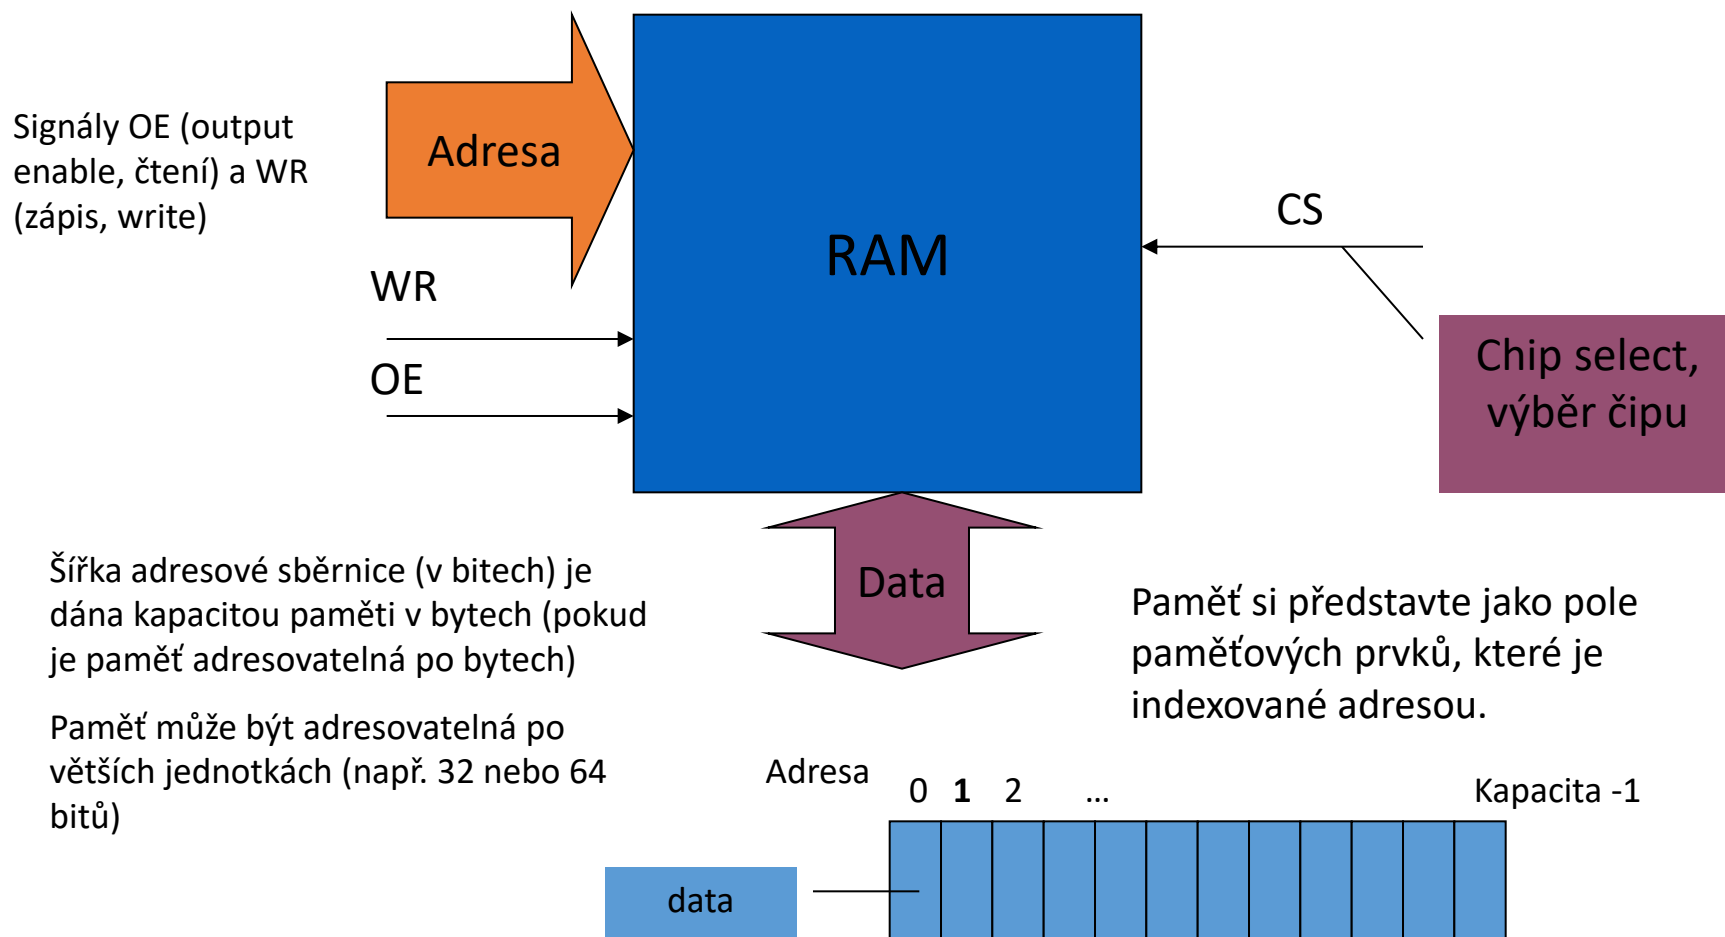 Signály OE (output
enable, čtení) a WR
(zápis, write)
Adresa
WR
OE
RAM
CS
Chip select,
výběr čipu
Data
Šířka adresové sběrnice (v bitech) je
dána kapacitou paměti v bytech (pokud
je paměť adresovatelná po bytech)
Paměť může být adresovatelná po
větších jednotkách (např. 32 nebo 64
bitů)
Paměť si představte jako pole
paměťových prvků, které je
indexované adresou.
Adresa 0 1 2 … Kapacita -1
data